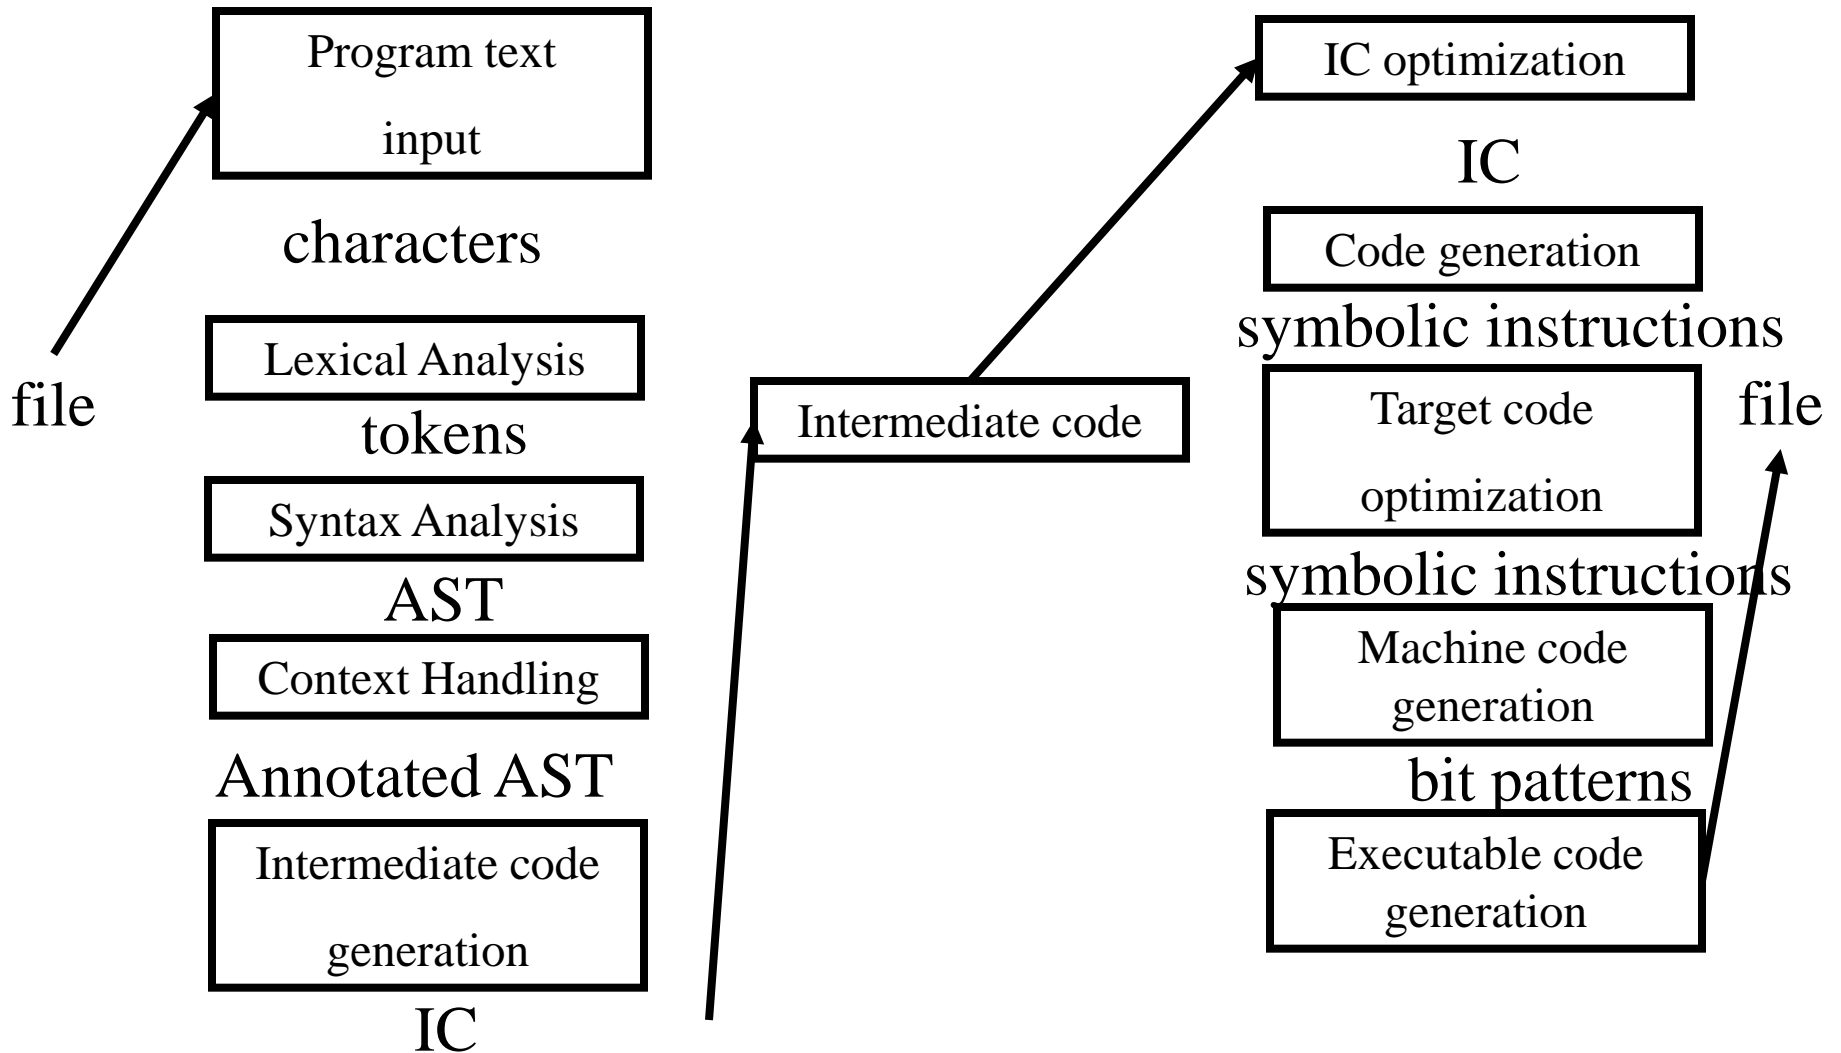 file
Program text
input
characters
Lexical Analysis
tokens
Syntax Analysis
AST
Context Handling
Annotated AST
Intermediate code
generation
IC
Intermediate code
IC optimization
IC
Code generation
symbolic instructions
Target code
optimization
symbolic instructions
Machine code
generation
bit patterns
Executable code
generation
file